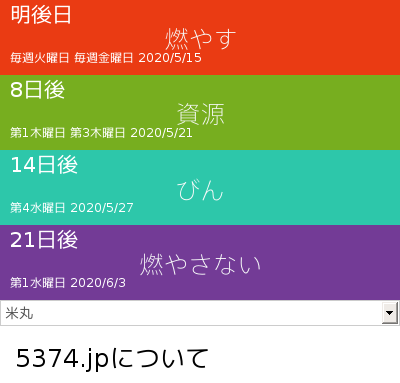 明後日
燃やす
毎週火曜日 毎週金曜日 2020/5/15
8日後
資源
第1木曜日 第3木曜日 2020/5/21
14日後
びん
第4水曜日 2020/5/27
21日後
燃やさない
第1水曜日 2020/6/3
米丸
5374.jpについて